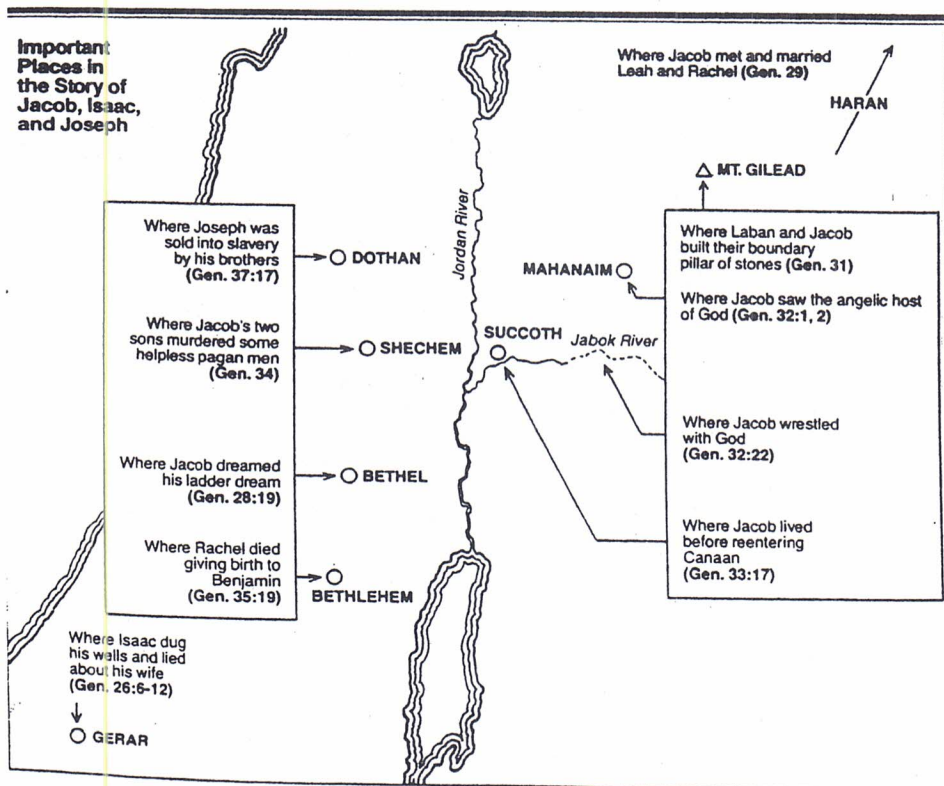 Important
Places in
the Story of
Jacob, Isaac,
and Joseph
Where Jacob met and married
Leah and Rachel (Gen. 29)
HARAN
MT. GILEAD
Where Joseph was
sold into slavery
by his brothers
(Gen. 37:17)
DOTHAN
Where Jacob's two
sons murdered some
helpless pagan men
(Gen. 34)
SHECHEM
Where Jacob dreamed
his ladder dream
(Gen. 28:19)
BETHEL
Where Rachel died
giving birth to
Benjamin
(Gen. 35:19)
BETHLEHEM
Where Isaac dug
his wells and lied
about his wife
(Gen. 26:6-12)
GERAR
Jordan River
Where Laban and Jacob
built their boundary
pillar of stones (Gen. 31)
MAHANAIM
Where Jacob saw the angelic host
of God (Gen. 32:1, 2)
SUCCOTH
Jabok River
Where Jacob wrestled
with God
(Gen. 32:22)
Where Jacob lived
before reentering
Canaan
(Gen. 33:17)